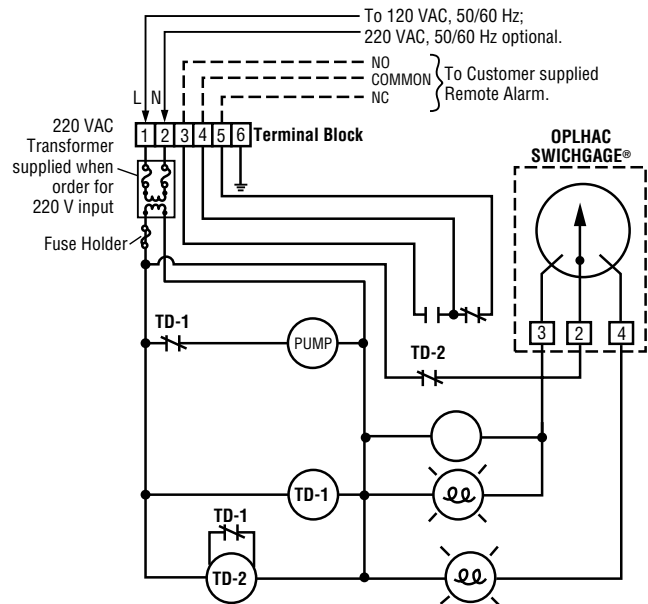 To 120 VAC, 50/60 Hz;
220 VAC, 50/60 Hz optional.
NO
COMMON
NC
To Customer supplied
Remote Alarm.
L N
1 2 3 4 5 6
Terminal Block
220 VAC
Transformer
supplied when
order for
220 V input
Fuse Holder
OPLHAC
SWICHGAGE®
3 2 4
TD-1
PUMP
TD-2
TD-1
TD-1
TD-2